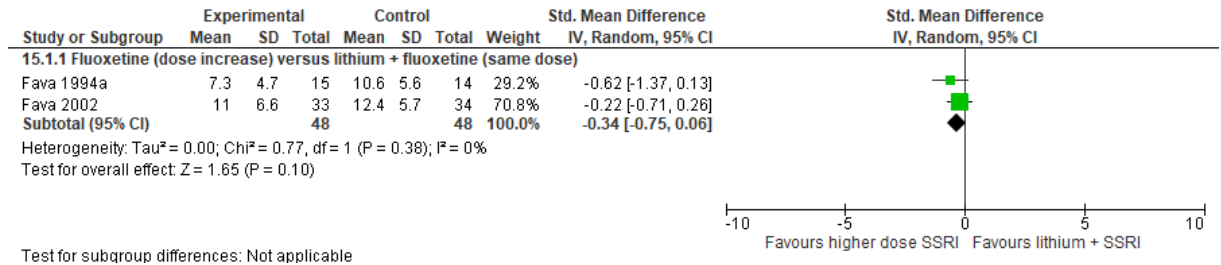 Experimental Control Std. Mean Difference Std. Mean Difference
Study or Subgroup Mean SD Total Mean SD Total Weight IV, Random, 95% CI IV, Random, 95% CI
15.1.1 Fluoxetine (dose increase) versus lithium + fluoxetine (same dose)
Fava 1994a 7.3 4.7 15 10.6 5.6 14 29.2% -0.62 [-1.37, 0.13]
Fava 2002 11 6.6 33 12.4 5.7 34 70.8% -0.22 [-0.71, 0.26]
Subtotal (95% CI) 48 48 100.0% -0.34 [-0.75, 0.06]
Heterogeneity: Tau² = 0.00; Chi² = 0.77, df = 1 (P = 0.38); I² = 0%
Test for overall effect: Z = 1.65 (P = 0.10)
-10 -5 0 5 10
Favours higher dose SSRI Favours lithium + SSRI
Test for subgroup differences: Not applicable